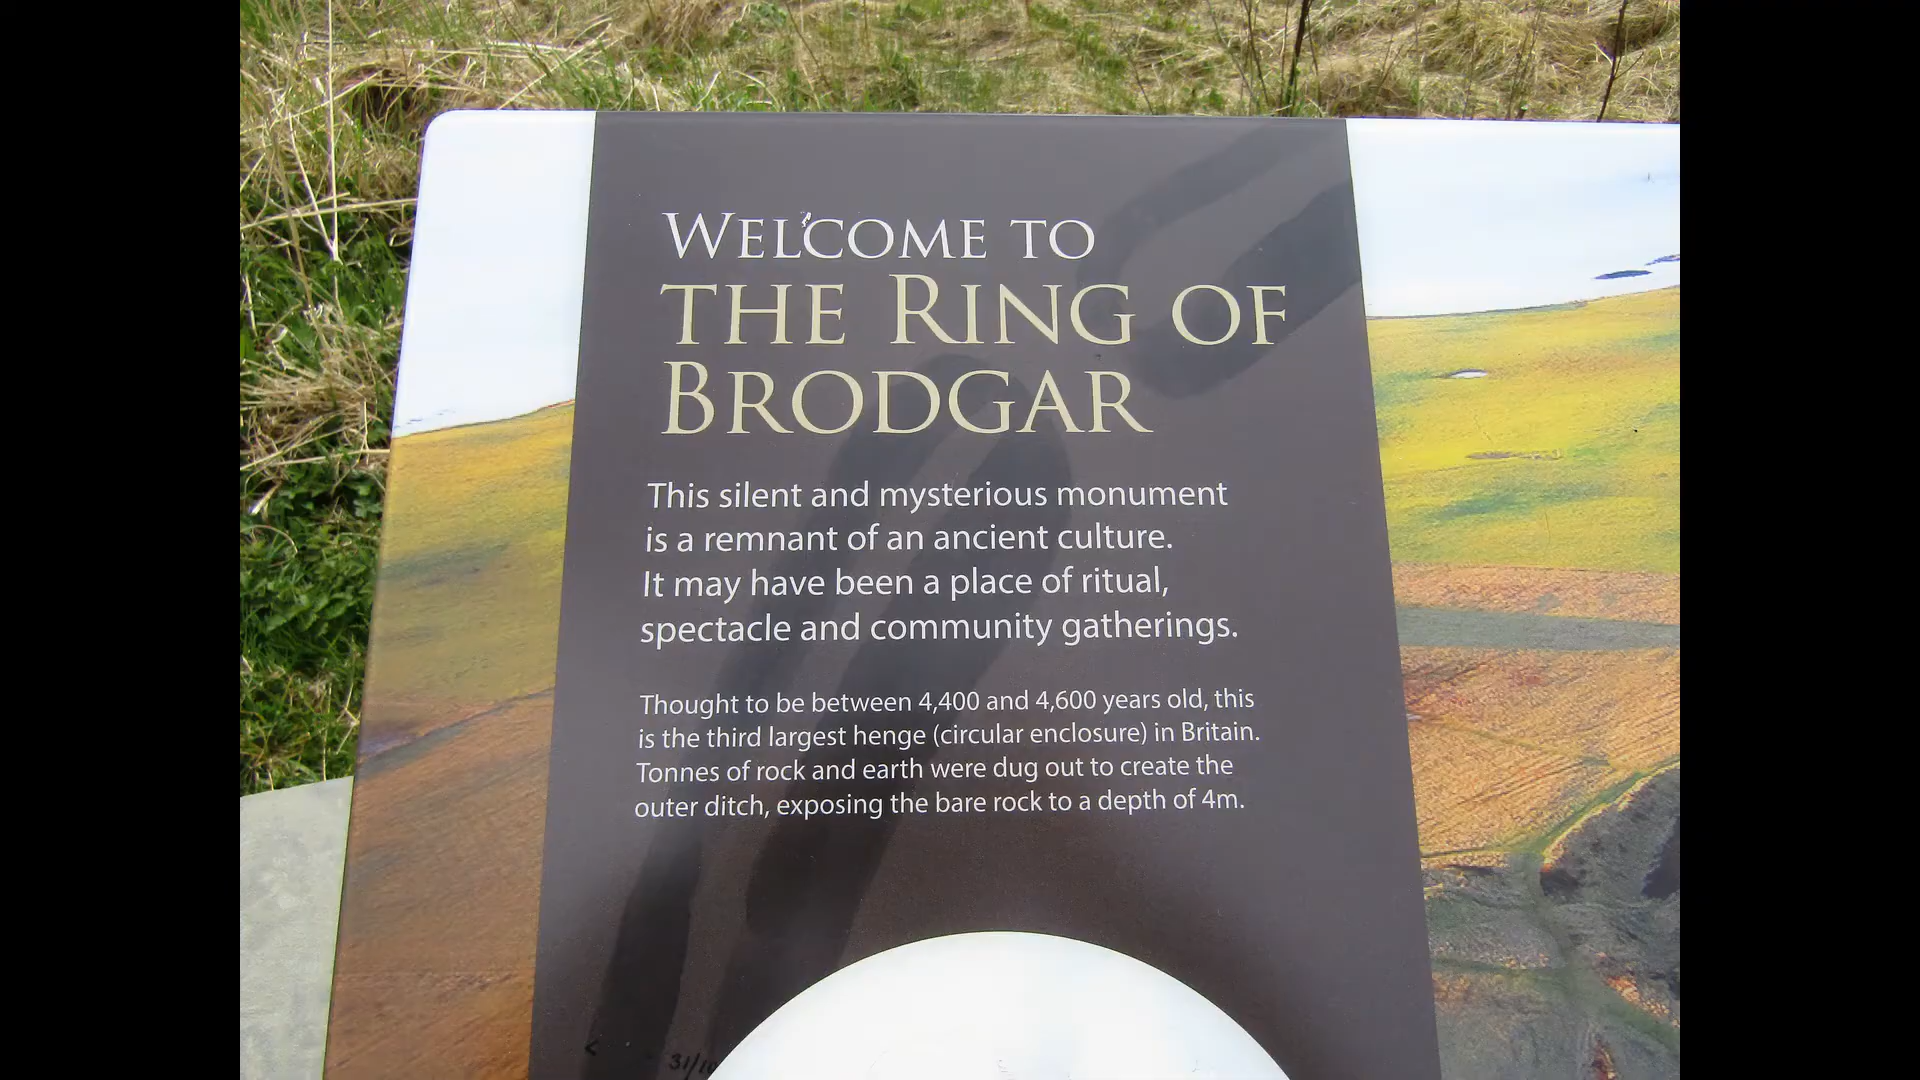 WELCOME TO
THE RING OF
BRODGAR
This silent and mysterious monument
is a remnant of an ancient culture.
It may have been a place of ritual,
spectacle and community gatherings.
Thought to be between 4,400 and 4,600 years old, this
is the third largest henge (circular enclosure) in Britain.
Tonnes of rock and earth were dug out to create the
outer ditch, exposing the bare rock to a depth of 4m.